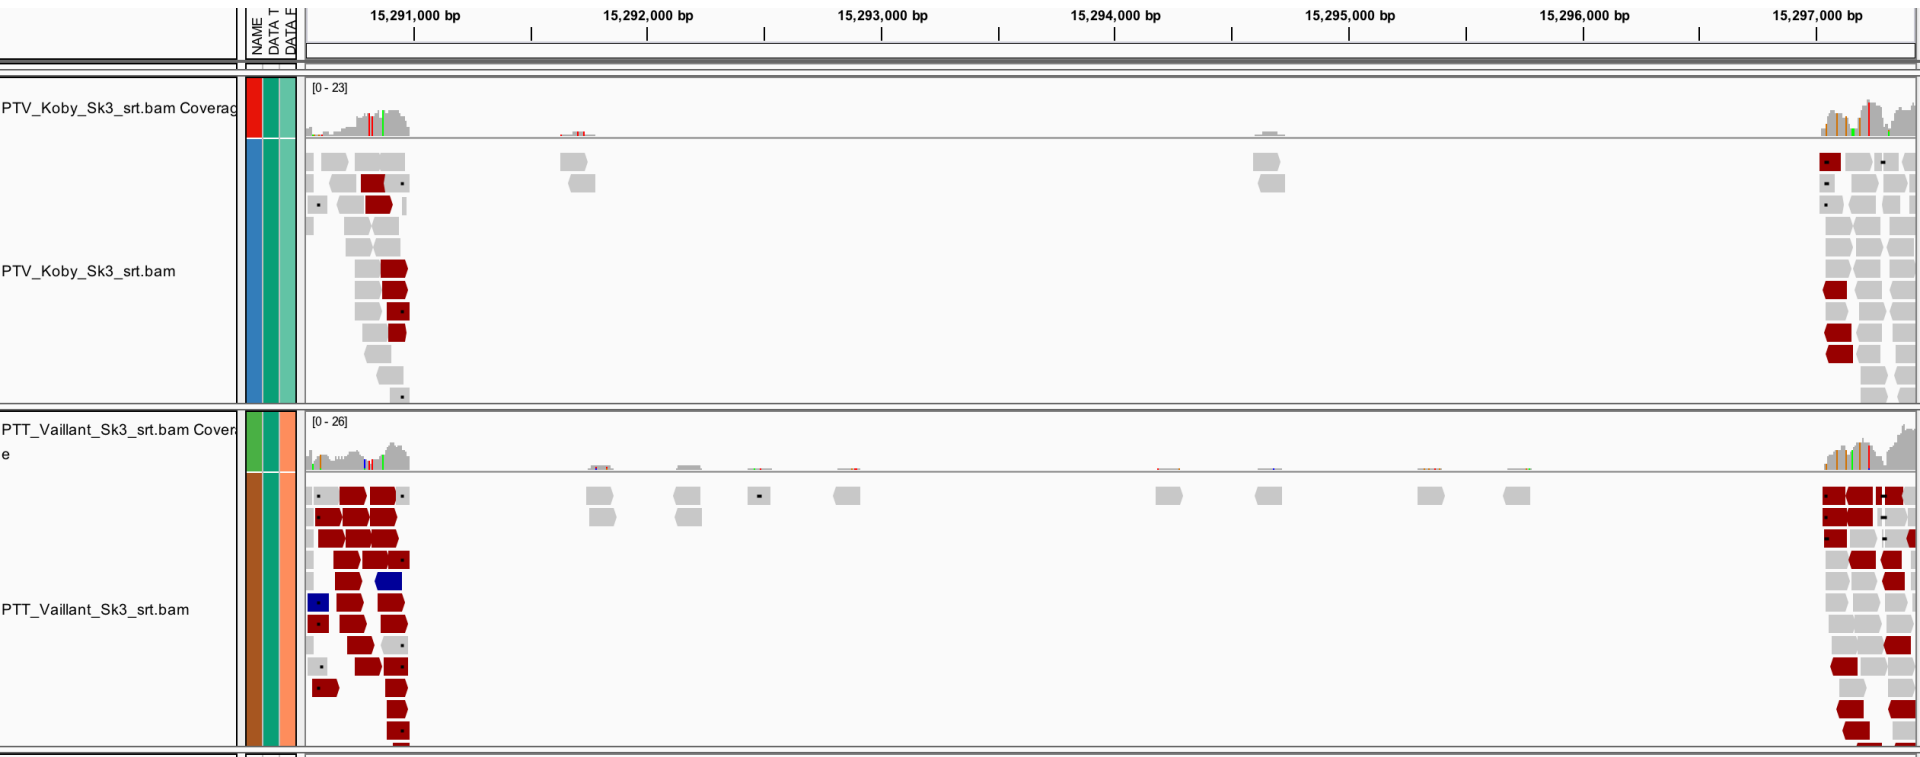 15,291,000 bp 15,292,000 bp 15,293,000 bp 15,294,000 bp 15,295,000 bp 15,296,000 bp 15,297,000 bp
NAME
DATA T
DATA F
[0 - 23]
PTV_Koby_Sk3_srt.bam Coverag
PTV_Koby_Sk3_srt.bam
[0 - 26]
PTT_Vaillant_Sk3_srt.bam Cover
e
PTT_Vaillant_Sk3_srt.bam